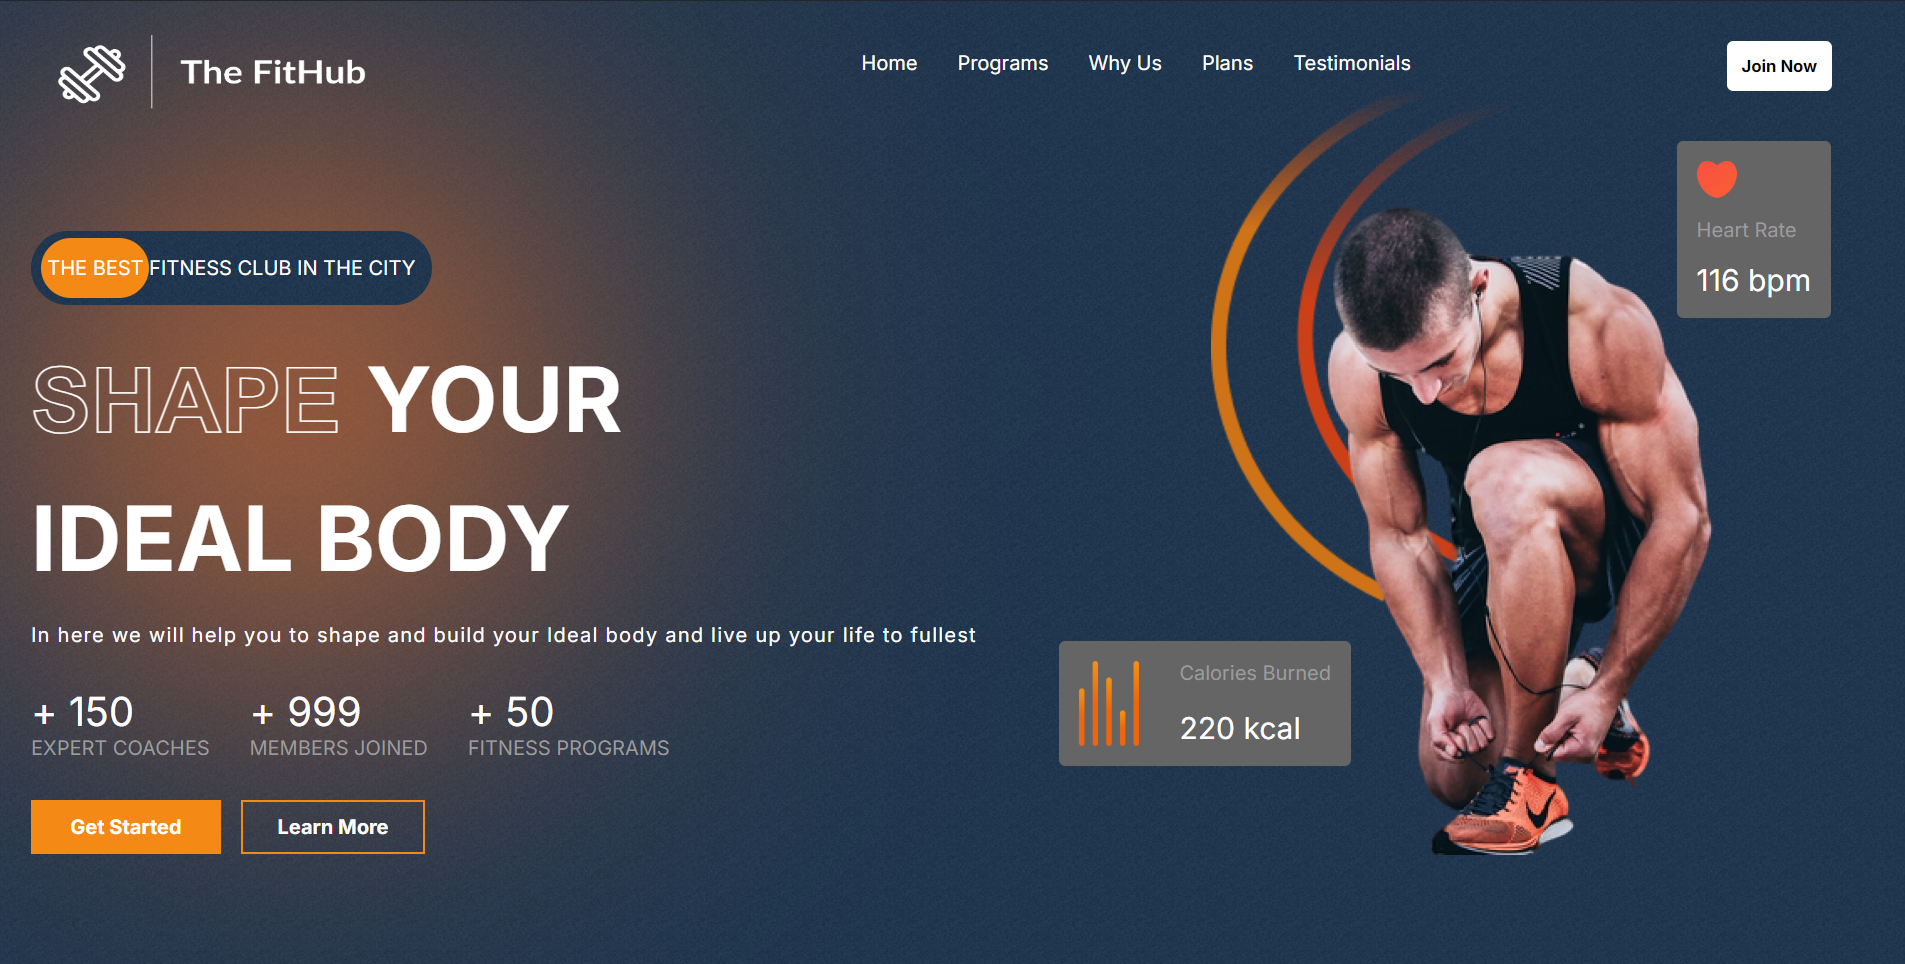 The FitHub
Home Programs Why Us Plans Testimonials
Join Now
THE BEST FITNESS CLUB IN THE CITY
SHAPE YOUR
IDEAL BODY
In here we will help you to shape and build your Ideal body and live up your life to fullest
+ 150
EXPERT COACHES
+ 999
MEMBERS JOINED
+ 50
FITNESS PROGRAMS
Get Started
Learn More
Heart Rate
116 bpm
Calories Burned
220 kcal